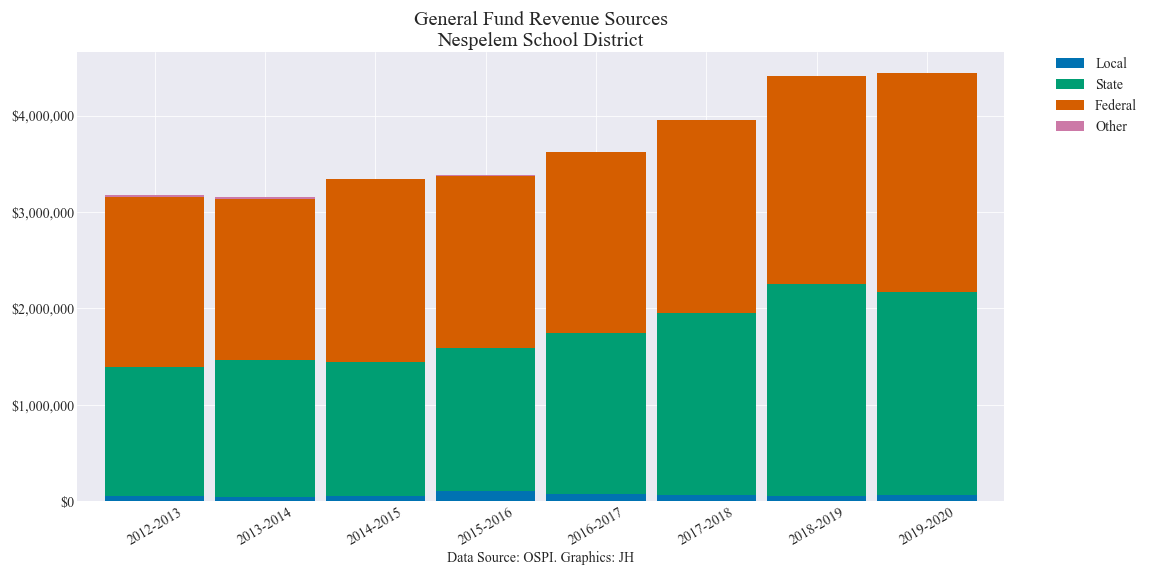 General Fund Revenue Sources
Nespelem School District
Local
State
Federal
Other
$4,000,000
$3,000,000
$2,000,000
$1,000,000
$0
2012-2013
2013-2014
2014-2015
2015-2016
2016-2017
2017-2018
2018-2019
2019-2020
Data Source: OSPI. Graphics: JH